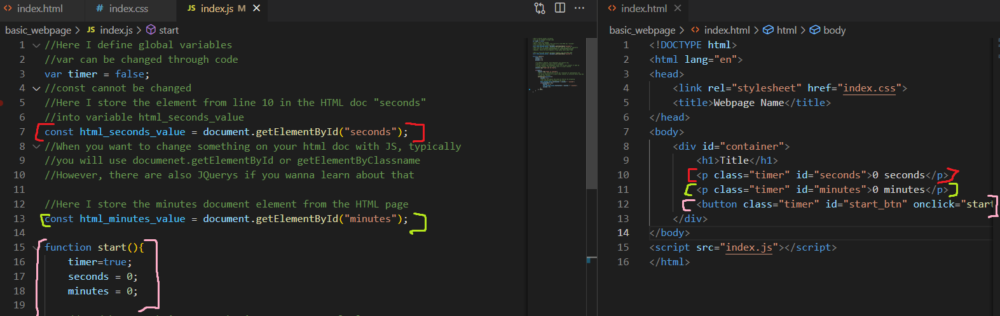 index.html
index.css
JS index.js M
basic_webpage > JS index.js > start
1 //Here I define global variables
2 //var can be changed through code
3 var timer = false;
4 //const cannot be changed
5 //Here I store the element from line 10 in the HTML doc "seconds"
6 //into variable html_seconds_value
7 const html_seconds_value = document.getElementById("seconds");
8 //When you want to change something on your html doc with JS, typically
9 //you will use documenet.getElementById or getElementByClassname
10 //However, there are also JQuerys if you wanna learn about that
11
12 //Here I store the minutes document element from the HTML page
13 const html_minutes_value = document.getElementById("minutes");
14
15 function start(){
16 timer=true;
17 seconds = 0;
18 minutes = 0;
19
index.html
basic_webpage > index.html > html > body
1 <!DOCTYPE html>
2 <html lang="en">
3 <head>
4 <link rel="stylesheet" href="index.css">
5 <title>Webpage Name</title>
6 </head>
7 <body>
8 <div id="container">
9 <h1>Title</h1>
10 <p class="timer" id="seconds">0 seconds</p>
11 <p class="timer" id="minutes">0 minutes</p>
12 <button class="timer" id="start_btn" onclick="start
13 </div>
14 </body>
15 <script src="index.js"></script>
16 </html>